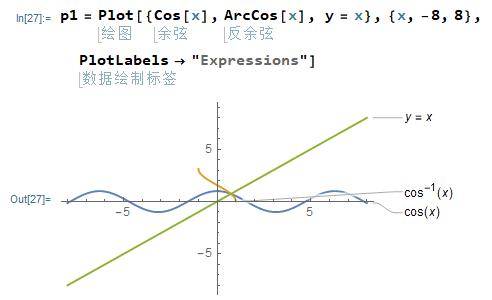 In[27]:= p1 = Plot[{Cos[x], ArcCos[x], y = x}, {x, -8, 8},
绘图 余弦 反余弦
PlotLabels → "Expressions"]
数据绘制标签
Out[27]=
y = x
cos⁻¹(x)
cos(x)
5
-5
5
-5